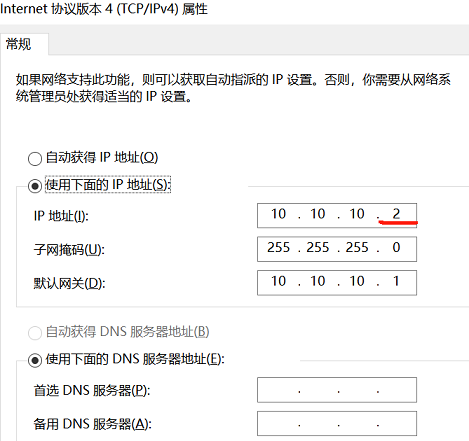 Internet 协议版本 4 (TCP/IPv4) 属性
常规
如果网络支持此功能，则可以获取自动指派的 IP 设置。否则，你需要从网络系
统管理员处获得适当的 IP 设置。
自动获得 IP 地址(O)
使用下面的 IP 地址(S):
IP 地址(I): 10 . 10 . 10 . 2
子网掩码(U): 255 . 255 . 255 . 0
默认网关(D): 10 . 10 . 10 . 1
自动获得 DNS 服务器地址(B)
使用下面的 DNS 服务器地址(E):
首选 DNS 服务器(P): . . .
备用 DNS 服务器(A): . . .